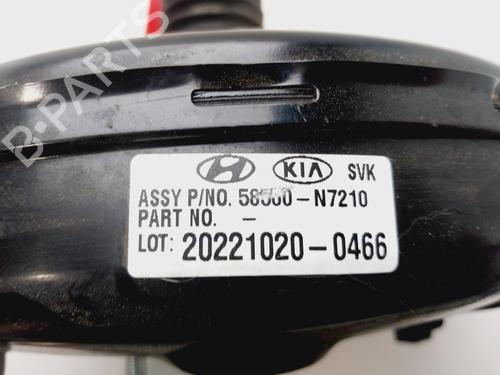 B-PARTS
KIA SVK
ASSY P/NO. 58500-N7210
PART NO. -
LOT: 20221020-0466